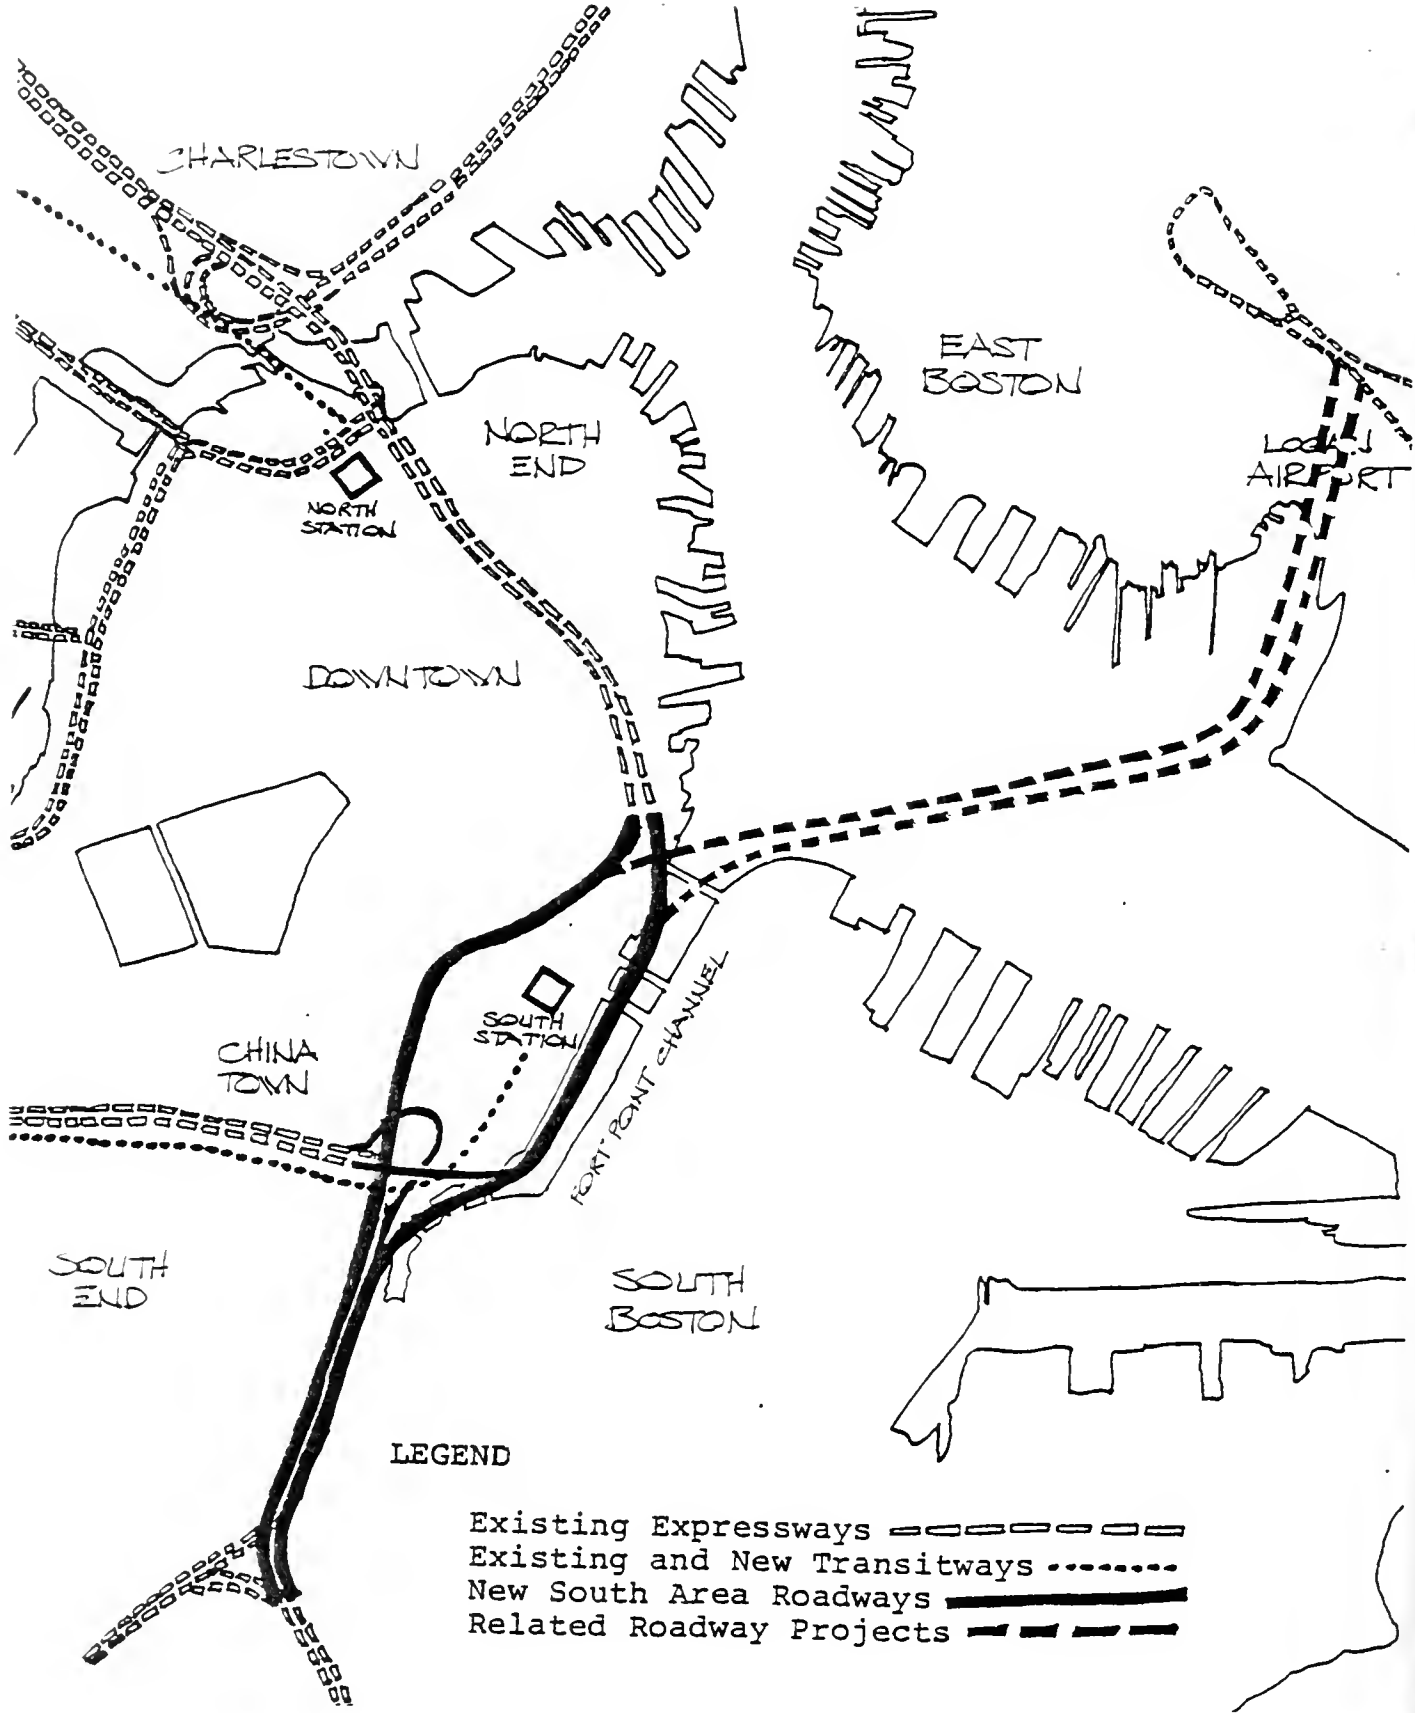 CHARLESTOWN
EAST
BOSTON
NORTH
END
LOGAN
AIRPORT
NORTH
STATION
DOWNTOWN
SOUTH
STATION
FORT POINT CHANNEL
CHINA
TOWN
SOUTH
END
SOUTH
BOSTON
LEGEND
Existing Expressways
Existing and New Transitways
New South Area Roadways
Related Roadway Projects